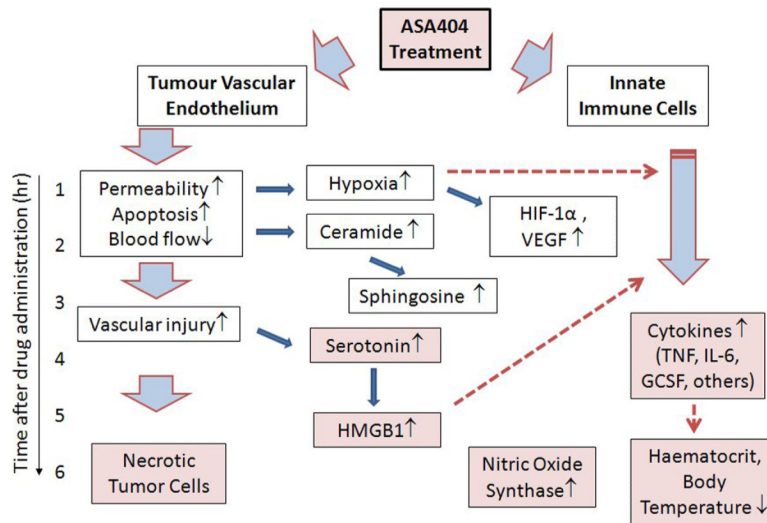 ASA404
Treatment
Tumour Vascular
Endothelium
Innate
Immune Cells
Time after drug administration (hr)
1
2
3
4
5
6
Permeability↑
Apoptosis↑
Blood flow↓
Hypoxia↑
HIF-1α ,
VEGF ↑
Ceramide ↑
Sphingosine ↑
Vascular injury↑
Serotonin↑
Cytokines ↑
(TNF, IL-6,
GCSF, others)
HMGB1↑
Necrotic
Tumor Cells
Nitric Oxide
Synthase↑
Haematocrit,
Body
Temperature ↓